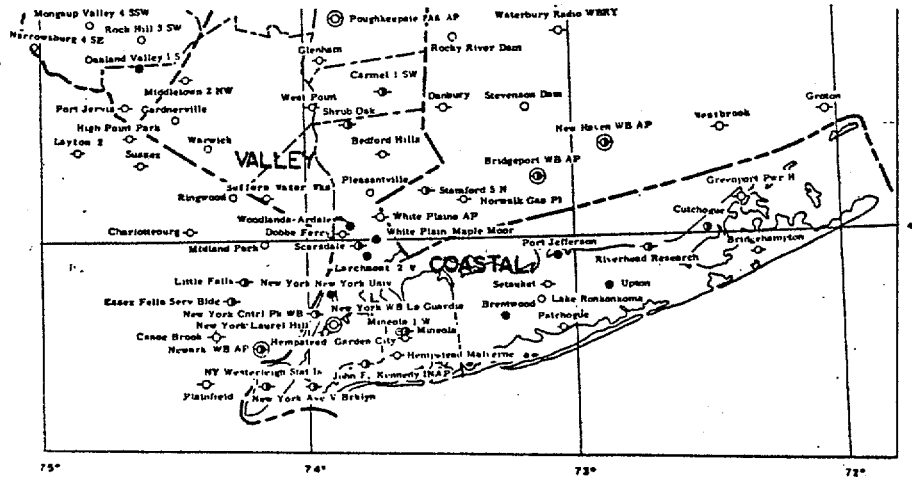 Mongaup Valley 4 SSW
Rock Hill 3 SW
Narrowsburg 4 SE
Poughkeepsie FAA AP
Waterbury Radio WBRY
Oakland Valley 1 S
Glenham
Rocky River Dam
Middletown 2 NW
Carmel 1 SW
Port Jervis
Gardnerville
West Point
Shrub Oak
Danbury
Stevenson Dam
Westbrook
Groton
High Point Park
Layton 2
Sussex
Warwick
VALLEY
Bedford Hills
New Haven WB AP
Bridgeport WB AP
Pleasantville
Ringwood
Suffern Water
Stamford 5 N
Norwalk Gas Pl
Greenport Pwr H
Cutchogue
Woodlands-Ardsley
White Plains AP
Charlotteburg
Dobbs Ferry
White Plain Maple Moor
Midland Park
Scarsdale
Port Jefferson
Bridgehampton
Larchmont 2
COASTAL
Riverhead Research
Little Falls
New York New York Univ
Setauket
Upton
Essex Fells Serv Bldg
New York WB La Guardia
Lake Ronkonkoma
Brentwood
New York Cntrl Pk WB
New York Laurel Hill
Mineola 1 W
Mineola
Patchogue
Canoe Brook
Hempstead Garden City
Newark WB AP
Hempstead Malverne
NY Westerleigh Stat Is
John F. Kennedy INAP
Plainfield
New York Ave V Brklyn
75°
74°
73°
72°
4